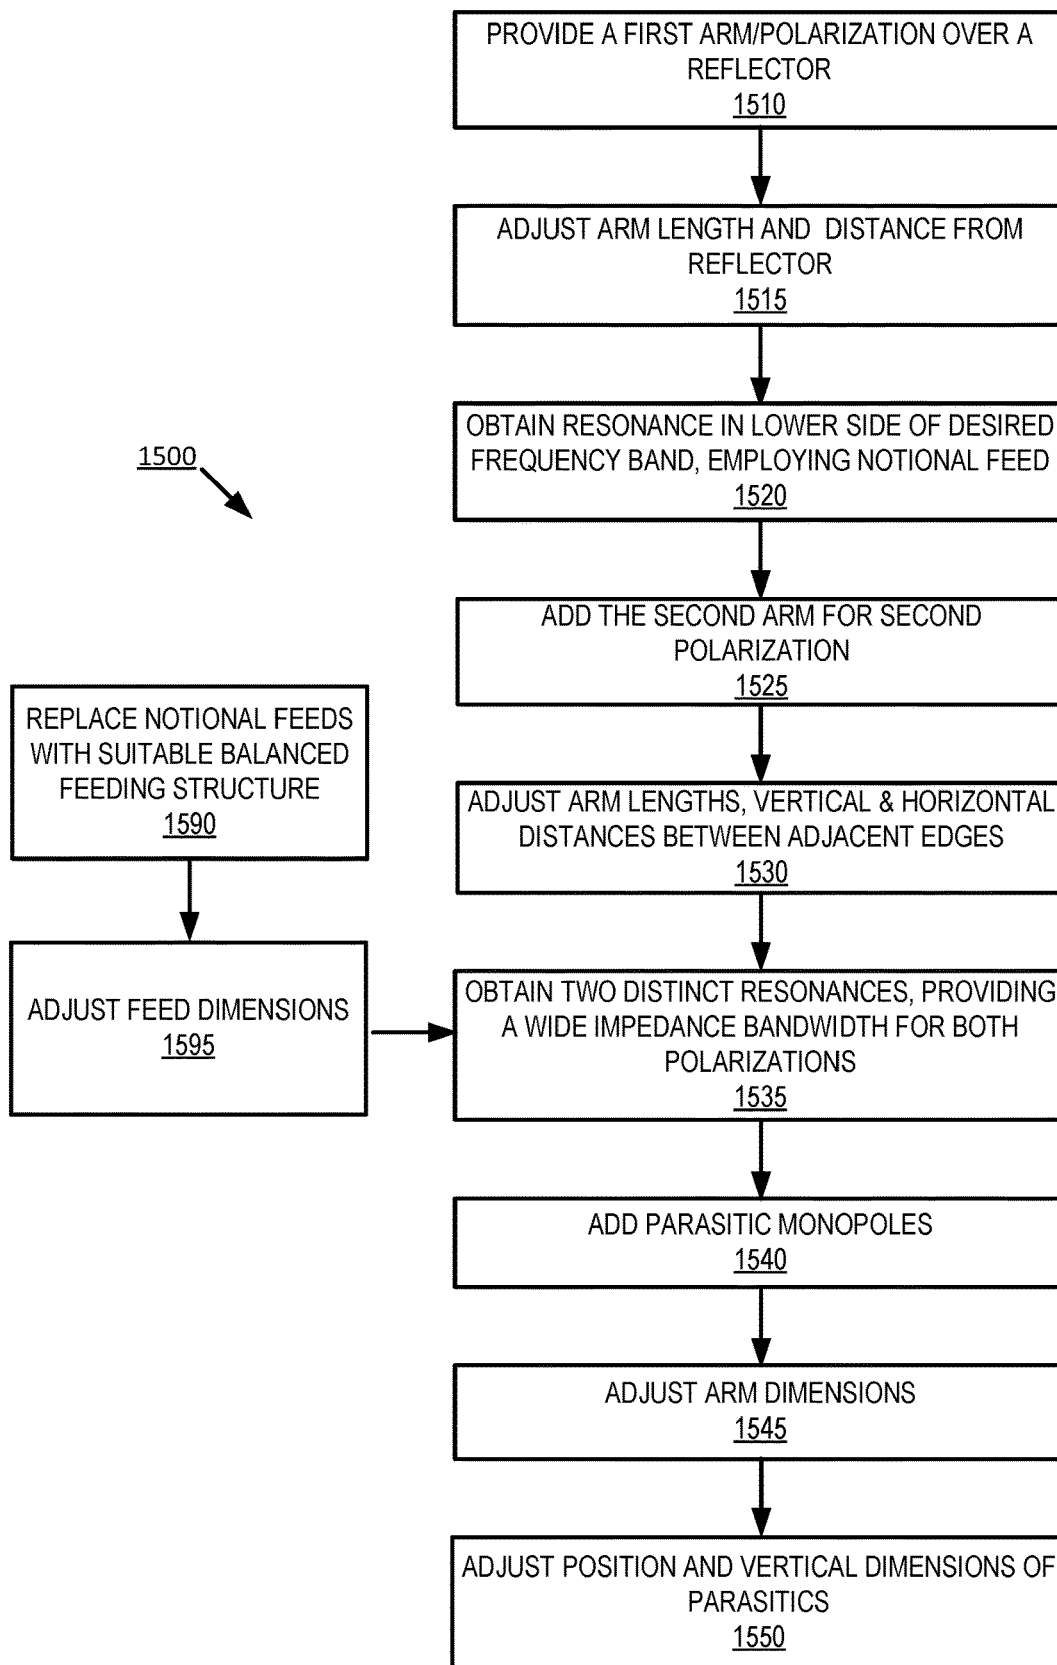 PROVIDE A FIRST ARM/POLARIZATION OVER A
REFLECTOR
1510
ADJUST ARM LENGTH AND DISTANCE FROM
REFLECTOR
1515
OBTAIN RESONANCE IN LOWER SIDE OF DESIRED
FREQUENCY BAND, EMPLOYING NOTIONAL FEED
1520
1500
ADD THE SECOND ARM FOR SECOND
POLARIZATION
1525
REPLACE NOTIONAL FEEDS
WITH SUITABLE BALANCED
FEEDING STRUCTURE
1590
ADJUST ARM LENGTHS, VERTICAL & HORIZONTAL
DISTANCES BETWEEN ADJACENT EDGES
1530
ADJUST FEED DIMENSIONS
1595
OBTAIN TWO DISTINCT RESONANCES, PROVIDING
A WIDE IMPEDANCE BANDWIDTH FOR BOTH
POLARIZATIONS
1535
ADD PARASITIC MONOPOLES
1540
ADJUST ARM DIMENSIONS
1545
ADJUST POSITION AND VERTICAL DIMENSIONS OF
PARASITICS
1550